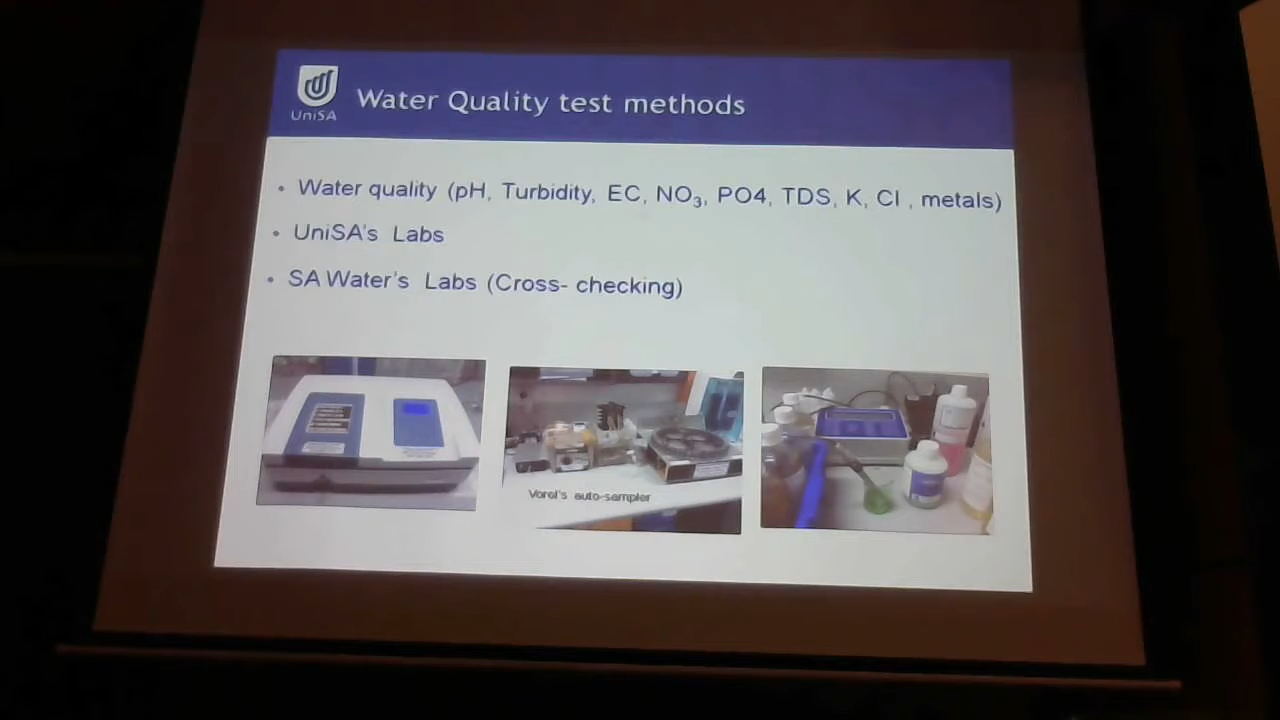 UniSA
Water Quality test methods
• Water quality (pH, Turbidity, EC, NO₃, PO4, TDS, K, Cl , metals)
• UniSA's Labs
• SA Water's Labs (Cross- checking)
auto-sampler